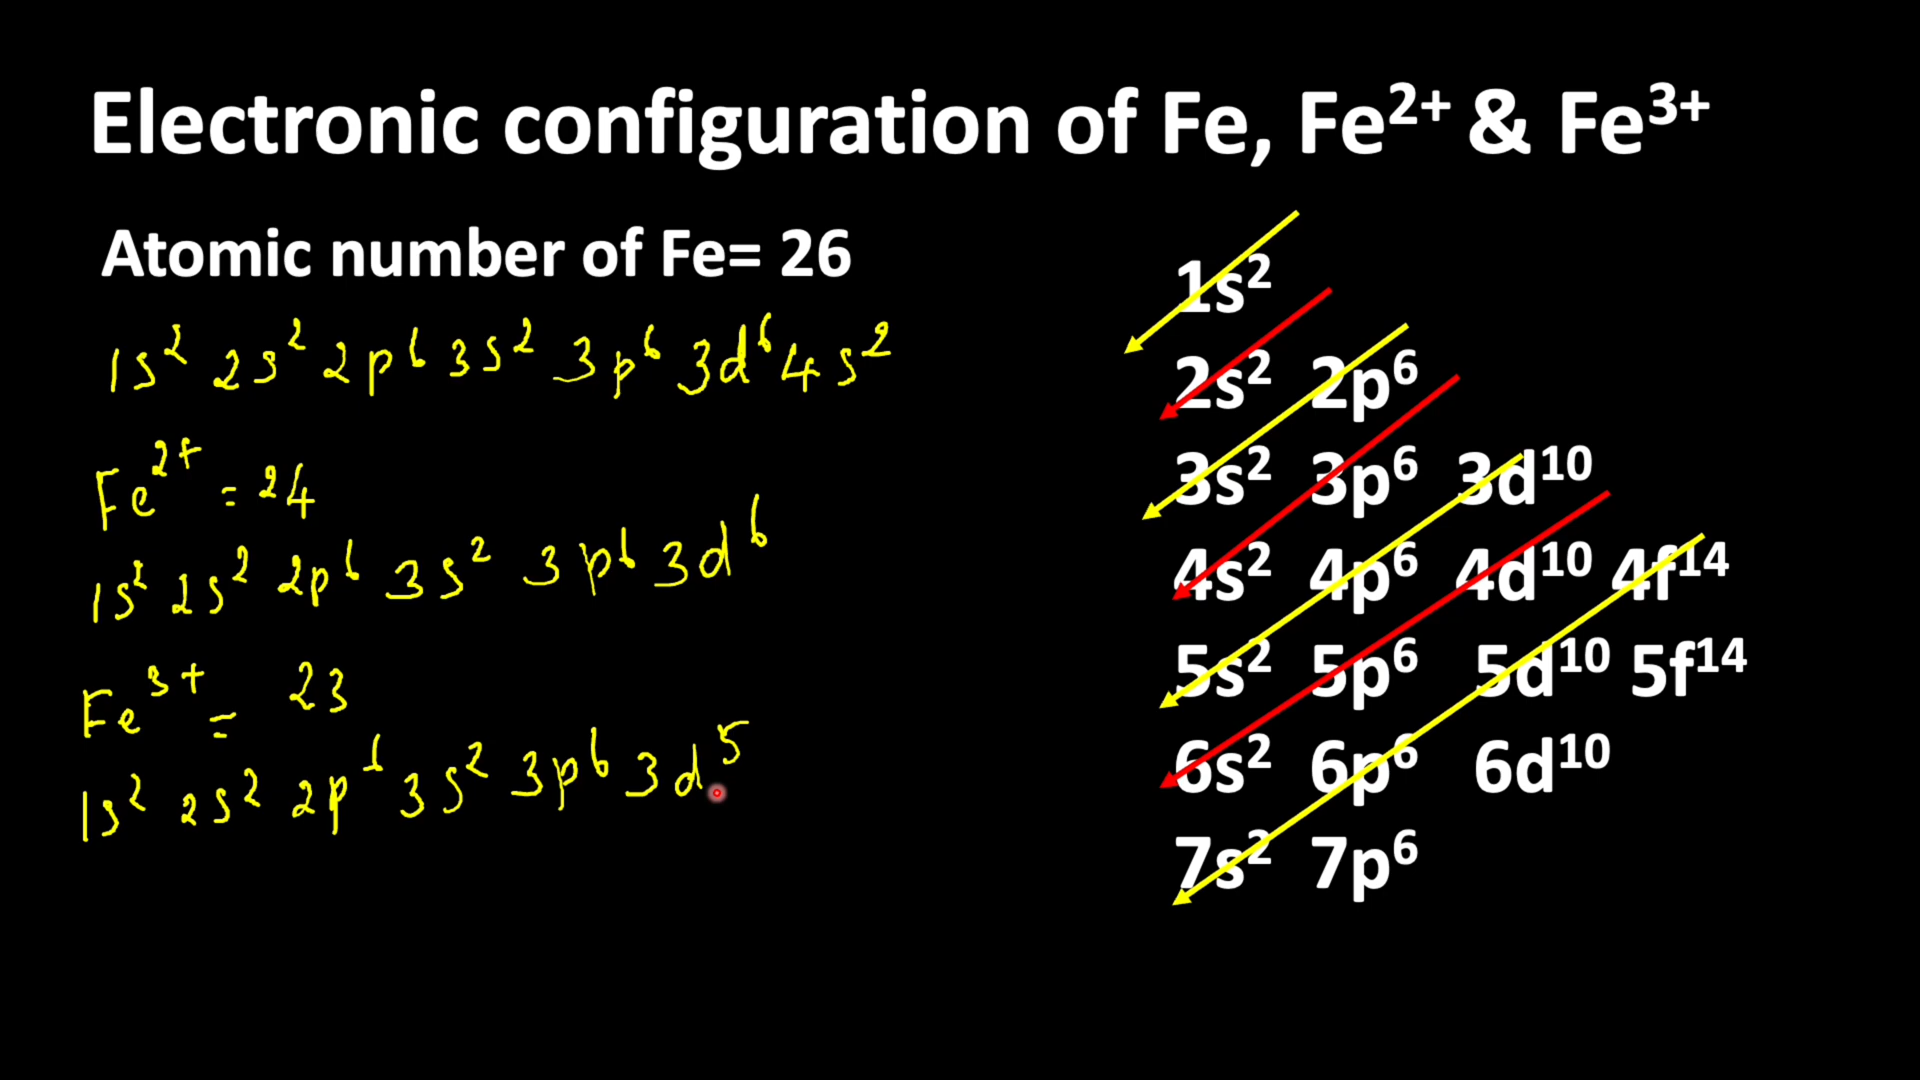 Electronic configuration of Fe, Fe²⁺ & Fe³⁺
Atomic number of Fe= 26
1s² 2s² 2p⁶ 3s² 3p⁶ 3d⁶ 4s²
Fe²⁺ = 24
1s² 2s² 2p⁶ 3s² 3p⁶ 3d⁶
Fe³⁺ = 23
1s² 2s² 2p⁶ 3s² 3p⁶ 3d⁵
1s²
2s² 2p⁶
3s² 3p⁶ 3d¹⁰
4s² 4p⁶ 4d¹⁰ 4f¹⁴
5s² 5p⁶ 5d¹⁰ 5f¹⁴
6s² 6p⁶ 6d¹⁰
7s² 7p⁶